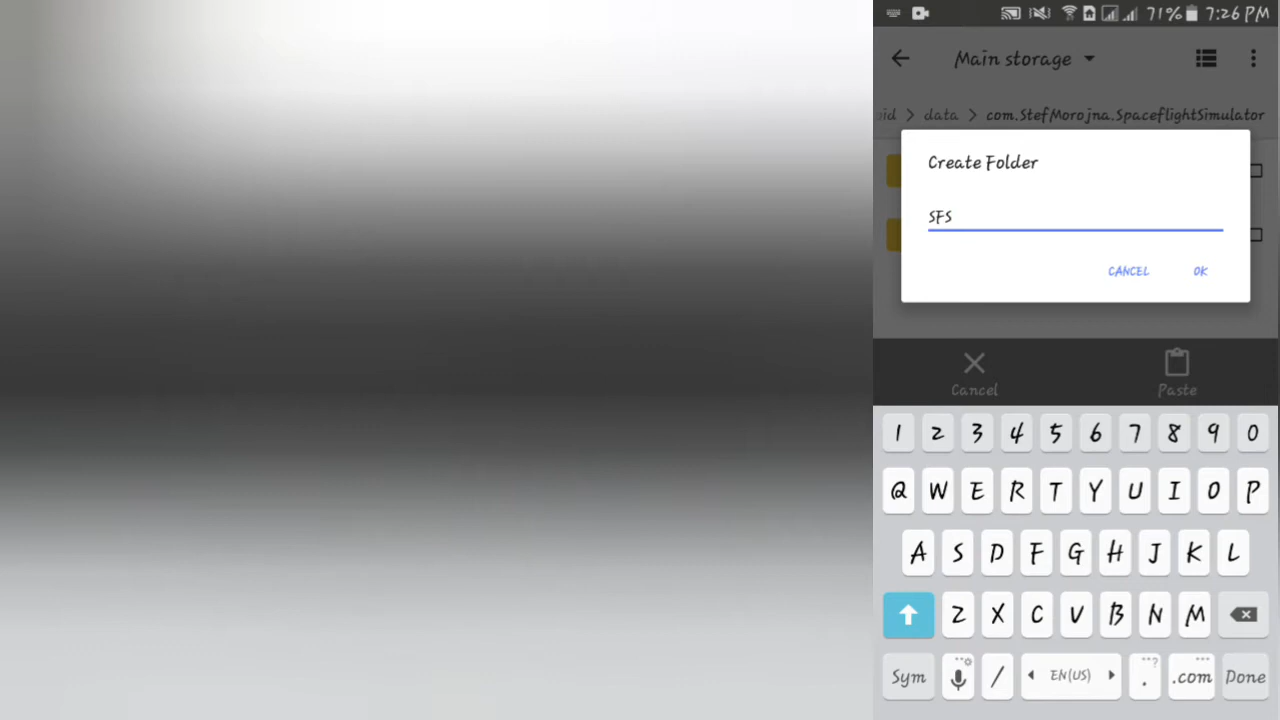 71% 7:26 PM
Main storage
id > data > com.StefMorojna.SpaceflightSimulator
Create Folder
SFS
CANCEL OK
Cancel Paste
1 2 3 4 5 6 7 8 9 0
Q W E R T Y U I O P
A S D F G H J K L
Z X C V B N M
Sym / EN(US) . .com Done